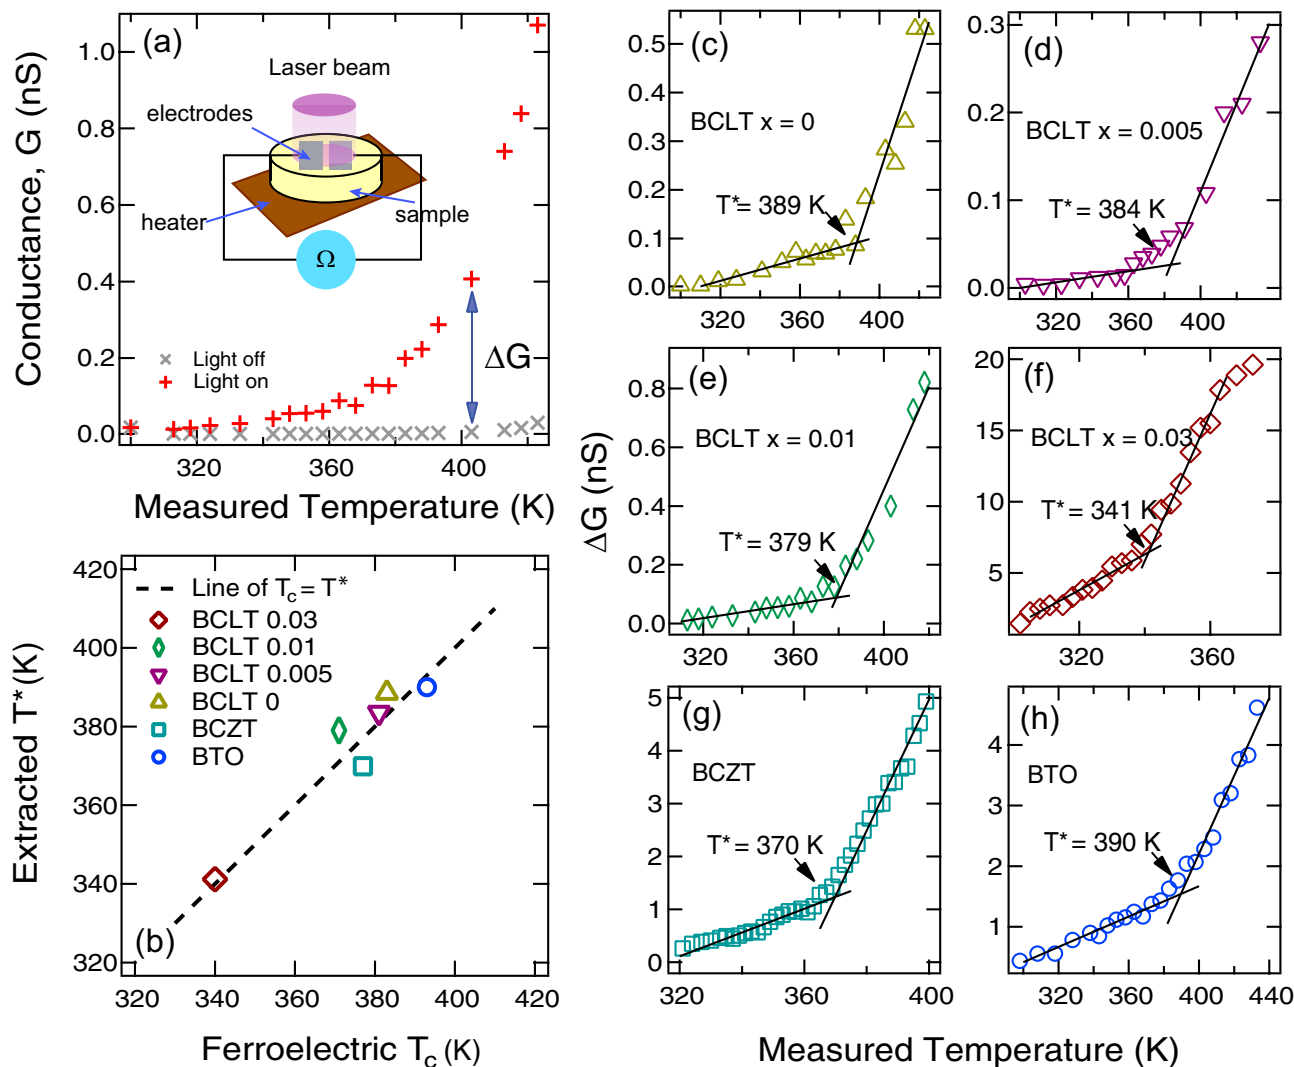 (a)
Conductance, G (nS)
1.0
0.8
0.6
0.4
0.2
0.0
Laser beam
electrodes
heater
sample
Ω
Light off
Light on
ΔG
320
360
400
Measured Temperature (K)
(b)
Extracted T* (K)
420
400
380
360
340
320
Line of Tc = T*
BCLT 0.03
BCLT 0.01
BCLT 0.005
BCLT 0
BCZT
BTO
320 340 360 380 400 420
Ferroelectric Tc (K)
ΔG (nS)
(c)
0.5
0.4
0.3
0.2
0.1
0.0
BCLT x = 0
T* = 389 K
320 360 400
(d)
0.3
0.2
0.1
0.0
BCLT x = 0.005
T* = 384 K
320 360 400
(e)
0.8
0.6
0.4
0.2
0.0
BCLT x = 0.01
T* = 379 K
320 360 400
(f)
20
15
10
5
BCLT x = 0.03
T* = 341 K
320 340 360
(g)
5
4
3
2
1
0
BCZT
T* = 370 K
320 360 400
(h)
4
3
2
1
BTO
T* = 390 K
320 360 400 440
Measured Temperature (K)